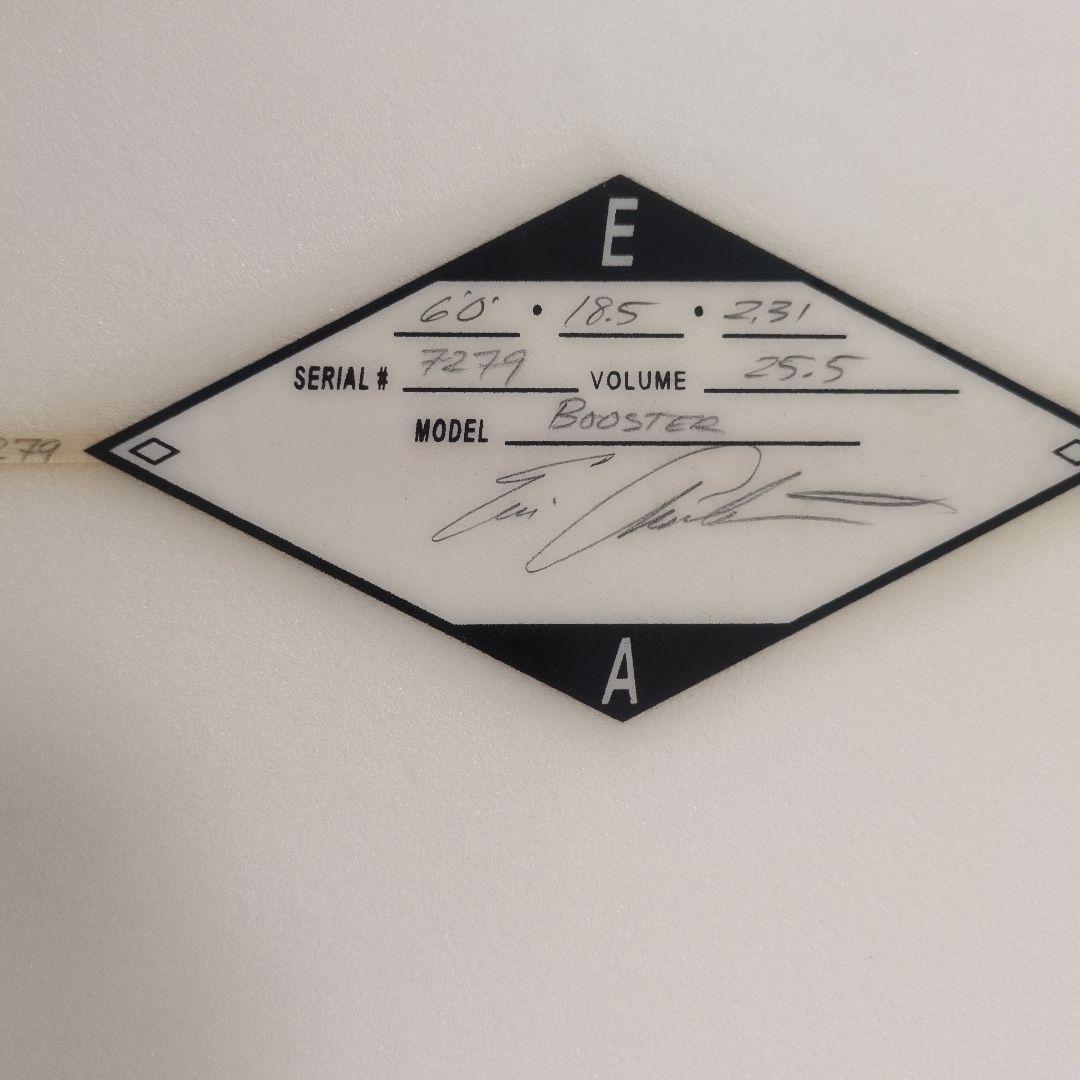 E
6'0" • 18.5 • 2.31
SERIAL # 7279 VOLUME 25.5
MODEL BOOSTER
279
A